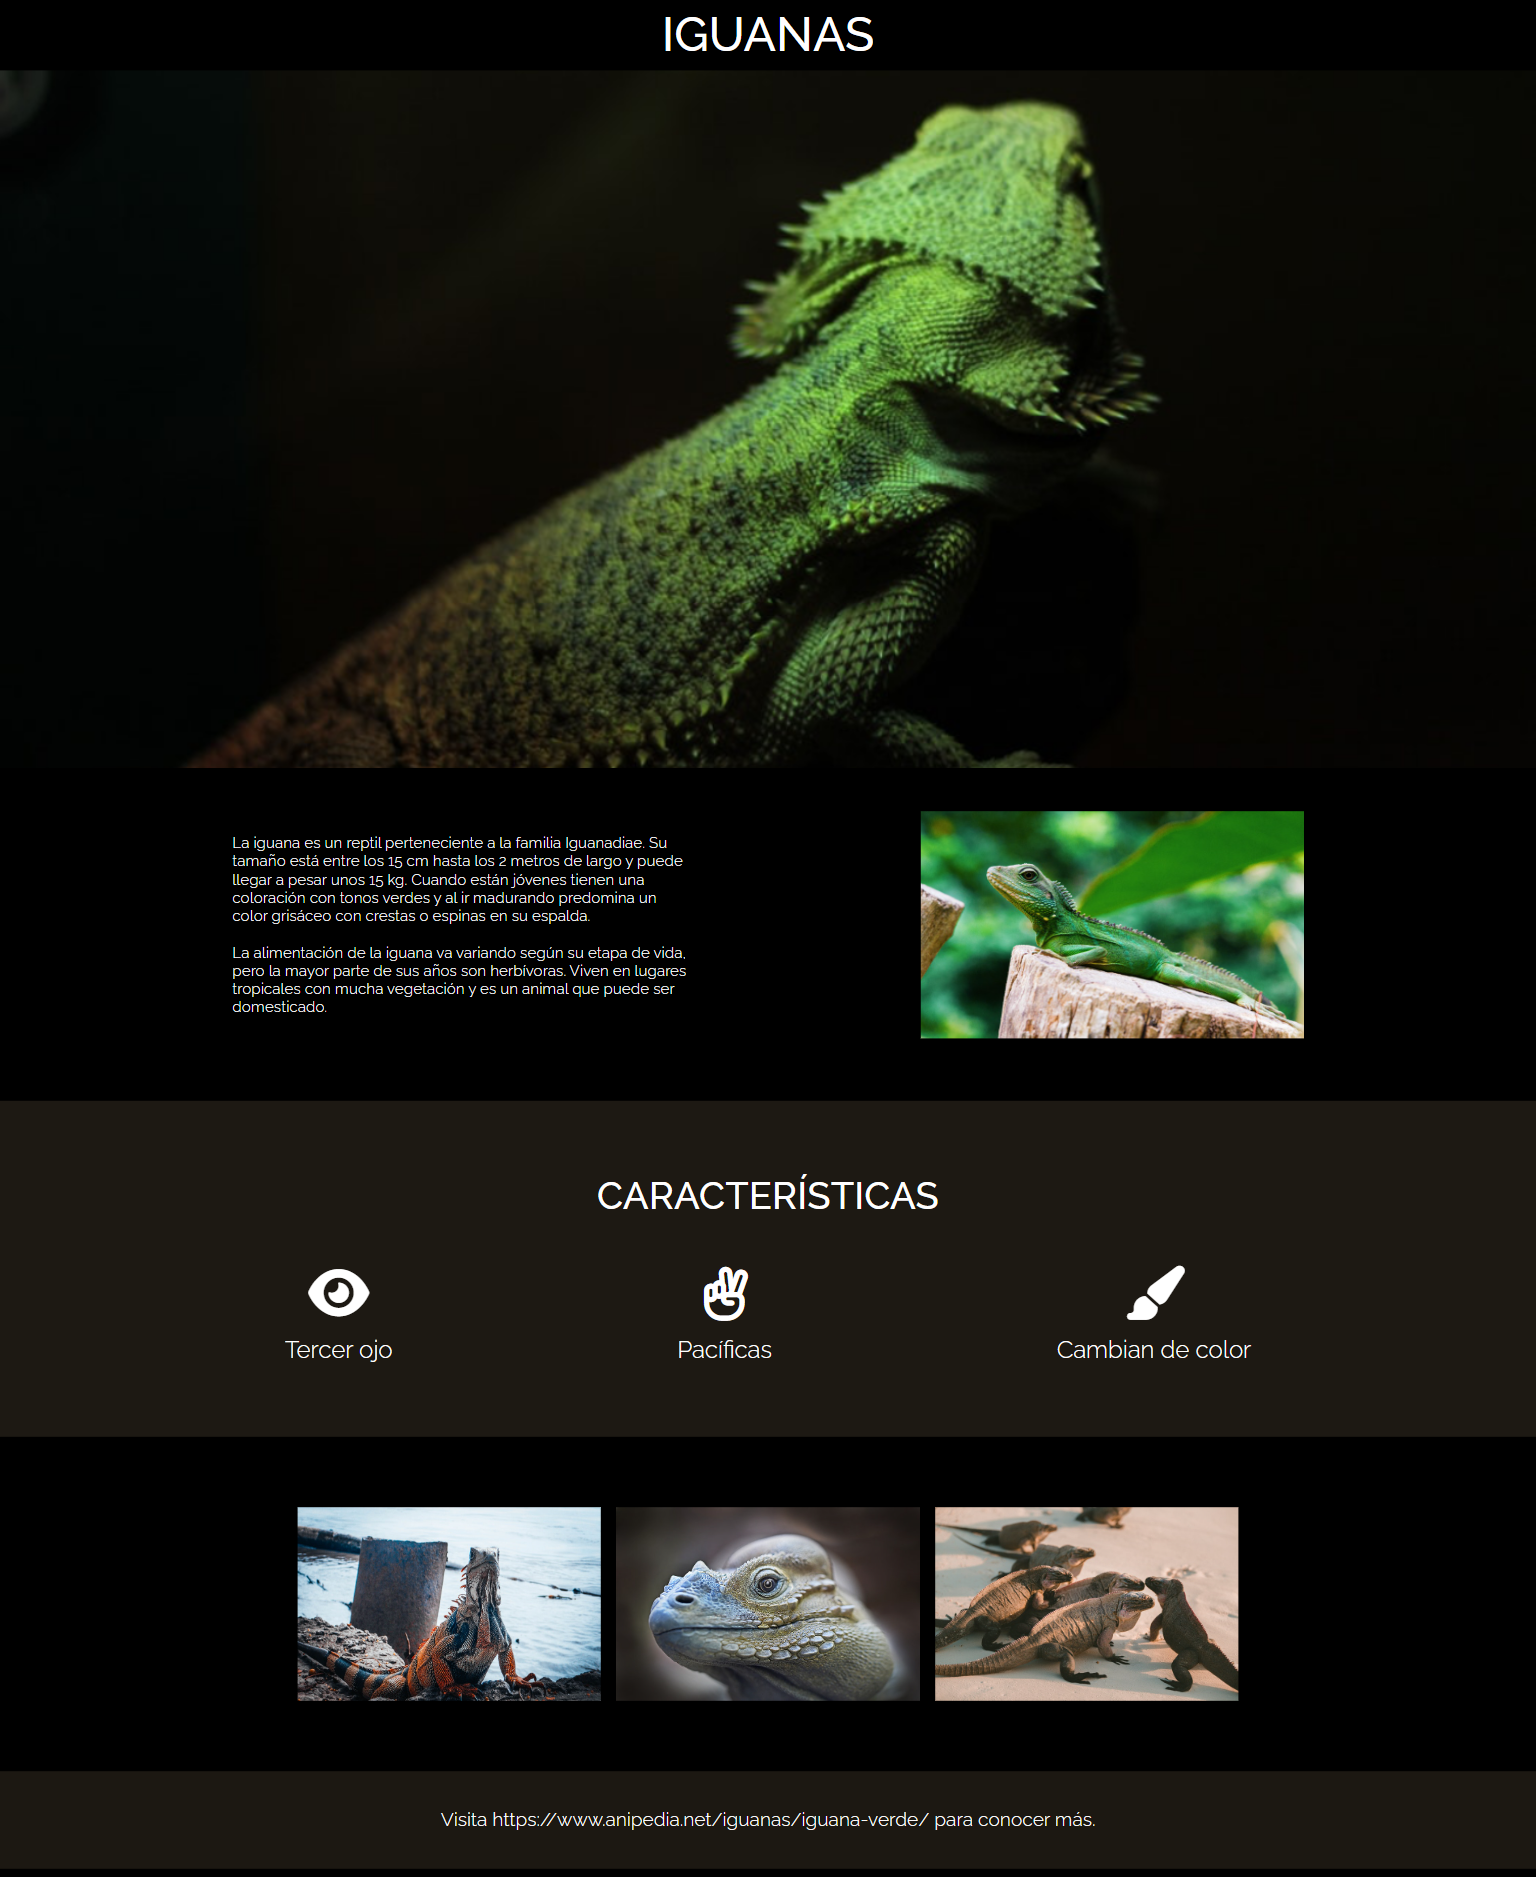 IGUANAS
La iguana es un reptil perteneciente a la familia Iguanadiae. Su
tamaño está entre los 15 cm hasta los 2 metros de largo y puede
llegar a pesar unos 15 kg. Cuando están jóvenes tienen una
coloración con tonos verdes y al ir madurando predomina un
color grisáceo con crestas o espinas en su espalda.
La alimentación de la iguana va variando según su etapa de vida,
pero la mayor parte de sus años son herbívoras. Viven en lugares
tropicales con mucha vegetación y es un animal que puede ser
domesticado.
CARACTERÍSTICAS
Tercer ojo
Pacíficas
Cambian de color
Visita https://www.anipedia.net/iguanas/iguana-verde/ para conocer más.